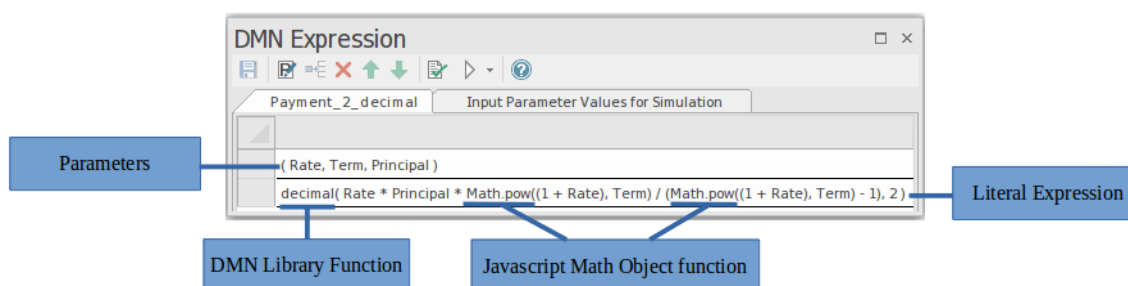 DMN Expression
Payment_2_decimal
Input Parameter Values for Simulation
Parameters
( Rate, Term, Principal )
decimal( Rate * Principal * Math.pow((1 + Rate), Term) / (Math.pow((1 + Rate), Term) - 1), 2 )
Literal Expression
DMN Library Function
Javascript Math Object function